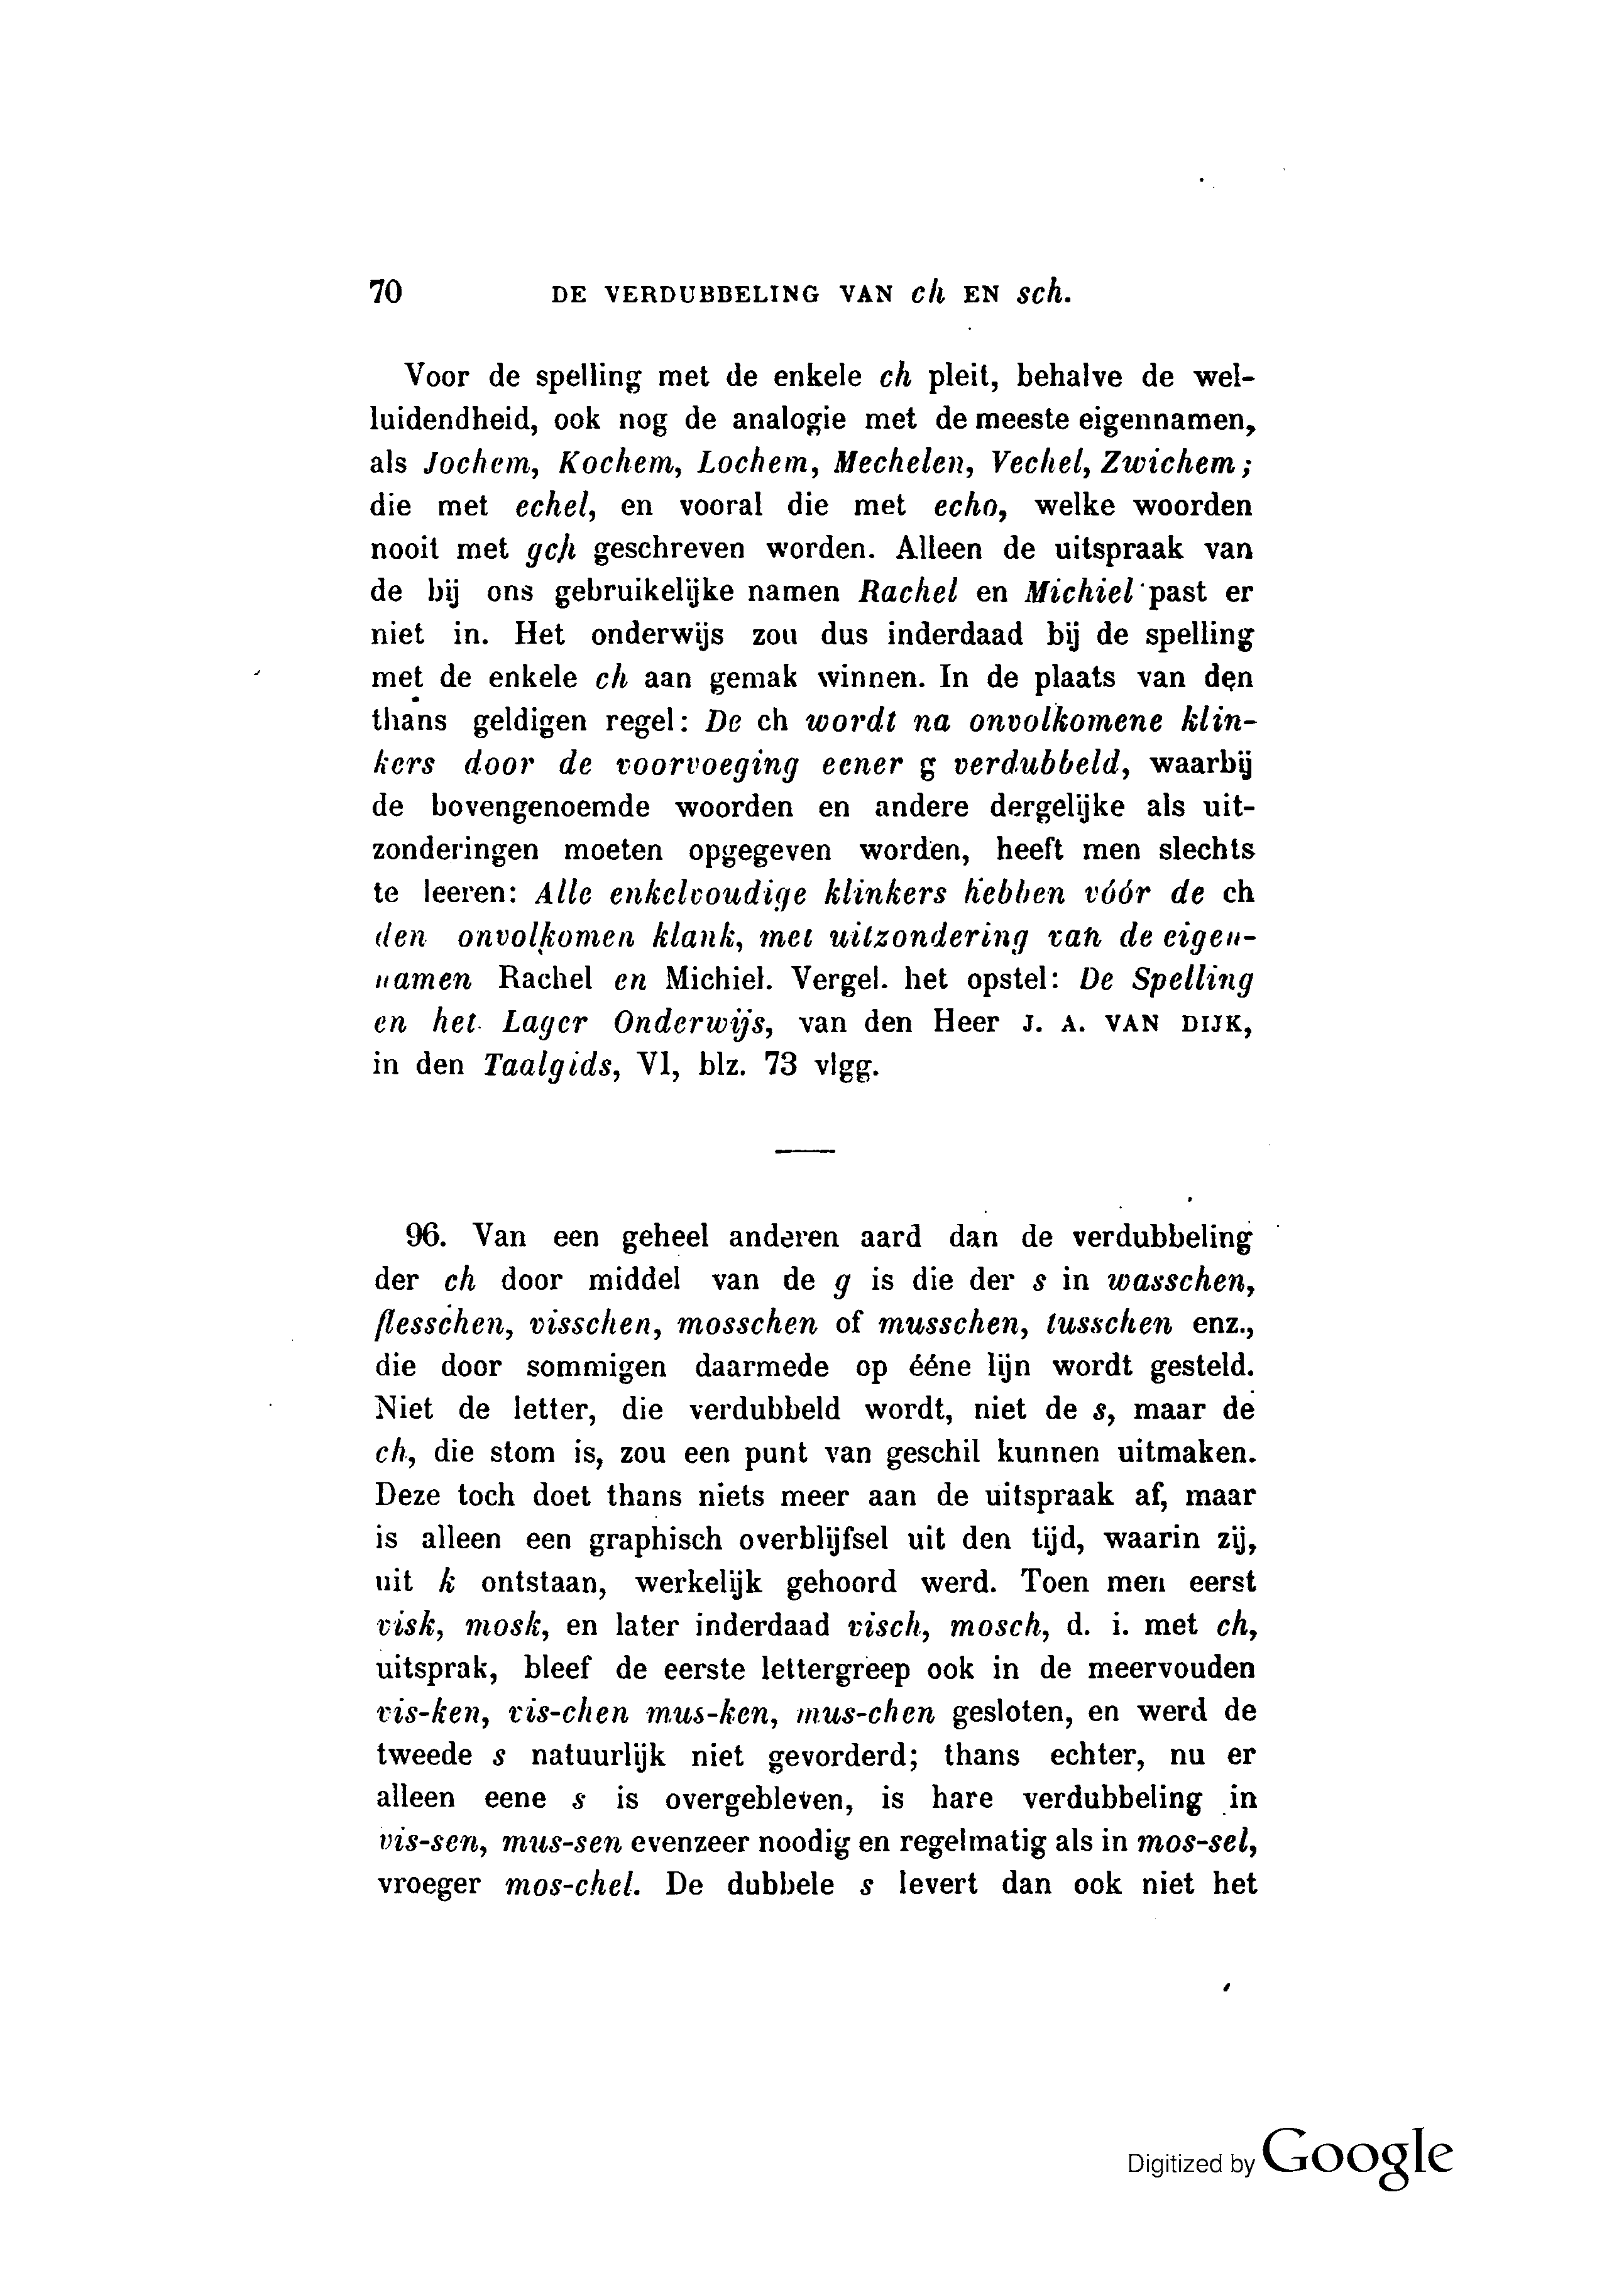 70 DE VERDUBBELING VAN ch EN sch.
Voor de spelling met de enkele ch pleit, behalve de wel-
luidendheid, ook nog de analogie met de meeste eigennamen,
als Jochem, Kochem, Lochem, Mechelen, Vechel, Zwichem;
die met echel, en vooral die met echo, welke woorden
nooit met gch geschreven worden. Alleen de uitspraak van
de bij ons gebruikelijke namen Rachel en Michiel past er
niet in. Het onderwijs zou dus inderdaad bij de spelling
met de enkele ch aan gemak winnen. In de plaats van den
thans geldigen regel: De ch wordt na onvolkomene klin-
kers door de voorvoeging eener g verdubbeld, waarbij
de bovengenoemde woorden en andere dergelijke als uit-
zonderingen moeten opgegeven worden, heeft men slechts
te leeren: Alle enkelvoudige klinkers hebben vóór de ch
den onvolkomen klank, met uitzondering van de eigen-
namen Rachel en Michiel. Vergel. het opstel: De Spelling
en het Lager Onderwijs, van den Heer J. A. VAN DIJK,
in den Taalgids, VI, blz. 73 vlgg.
96. Van een geheel anderen aard dan de verdubbeling
der ch door middel van de g is die der s in wasschen,
flesschen, visschen, mosschen of musschen, tusschen enz.,
die door sommigen daarmede op ééne lijn wordt gesteld.
Niet de letter, die verdubbeld wordt, niet de s, maar de
ch, die stom is, zou een punt van geschil kunnen uitmaken.
Deze toch doet thans niets meer aan de uitspraak af, maar
is alleen een graphisch overblijfsel uit den tijd, waarin zij,
uit k ontstaan, werkelijk gehoord werd. Toen men eerst
visk, mosk, en later inderdaad visch, mosch, d. i. met ch,
uitsprak, bleef de eerste lettergreep ook in de meervouden
vis-ken, vis-chen mus-ken, mus-chen gesloten, en werd de
tweede s natuurlijk niet gevorderd; thans echter, nu er
alleen eene s is overgebleven, is hare verdubbeling in
vis-sen, mus-sen evenzeer noodig en regelmatig als in mos-sel,
vroeger mos-chel. De dubbele s levert dan ook niet het
Digitized by Google